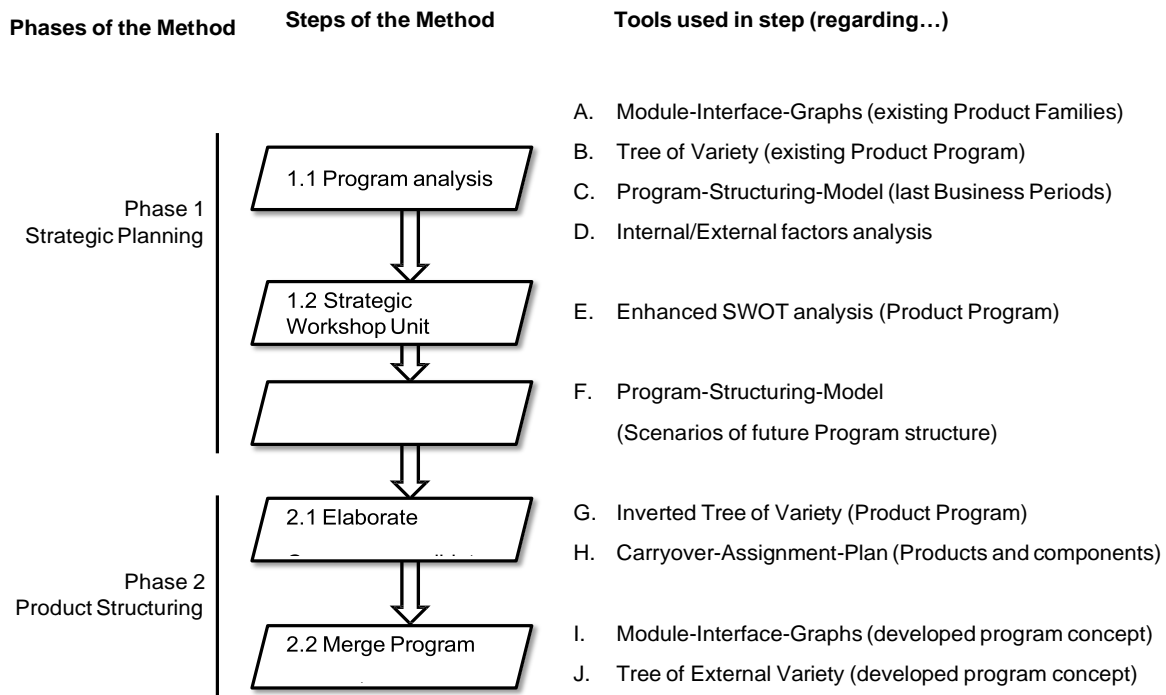 Phases of the Method
Steps of the Method
Tools used in step (regarding…)
Phase 1
Strategic Planning
1.1 Program analysis
A. Module-Interface-Graphs (existing Product Families)
B. Tree of Variety (existing Product Program)
C. Program-Structuring-Model (last Business Periods)
D. Internal/External factors analysis
1.2 Strategic
Workshop Unit
E. Enhanced SWOT analysis (Product Program)
F. Program-Structuring-Model
(Scenarios of future Program structure)
Phase 2
Product Structuring
2.1 Elaborate
G. Inverted Tree of Variety (Product Program)
H. Carryover-Assignment-Plan (Products and components)
2.2 Merge Program
I. Module-Interface-Graphs (developed program concept)
J. Tree of External Variety (developed program concept)